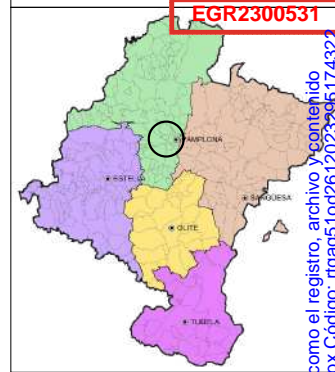 EGR2300531
PAMPLONA
ESTELLA
SANGÜESA
OLITE
TUDELA
como el registro, archivo y contenido